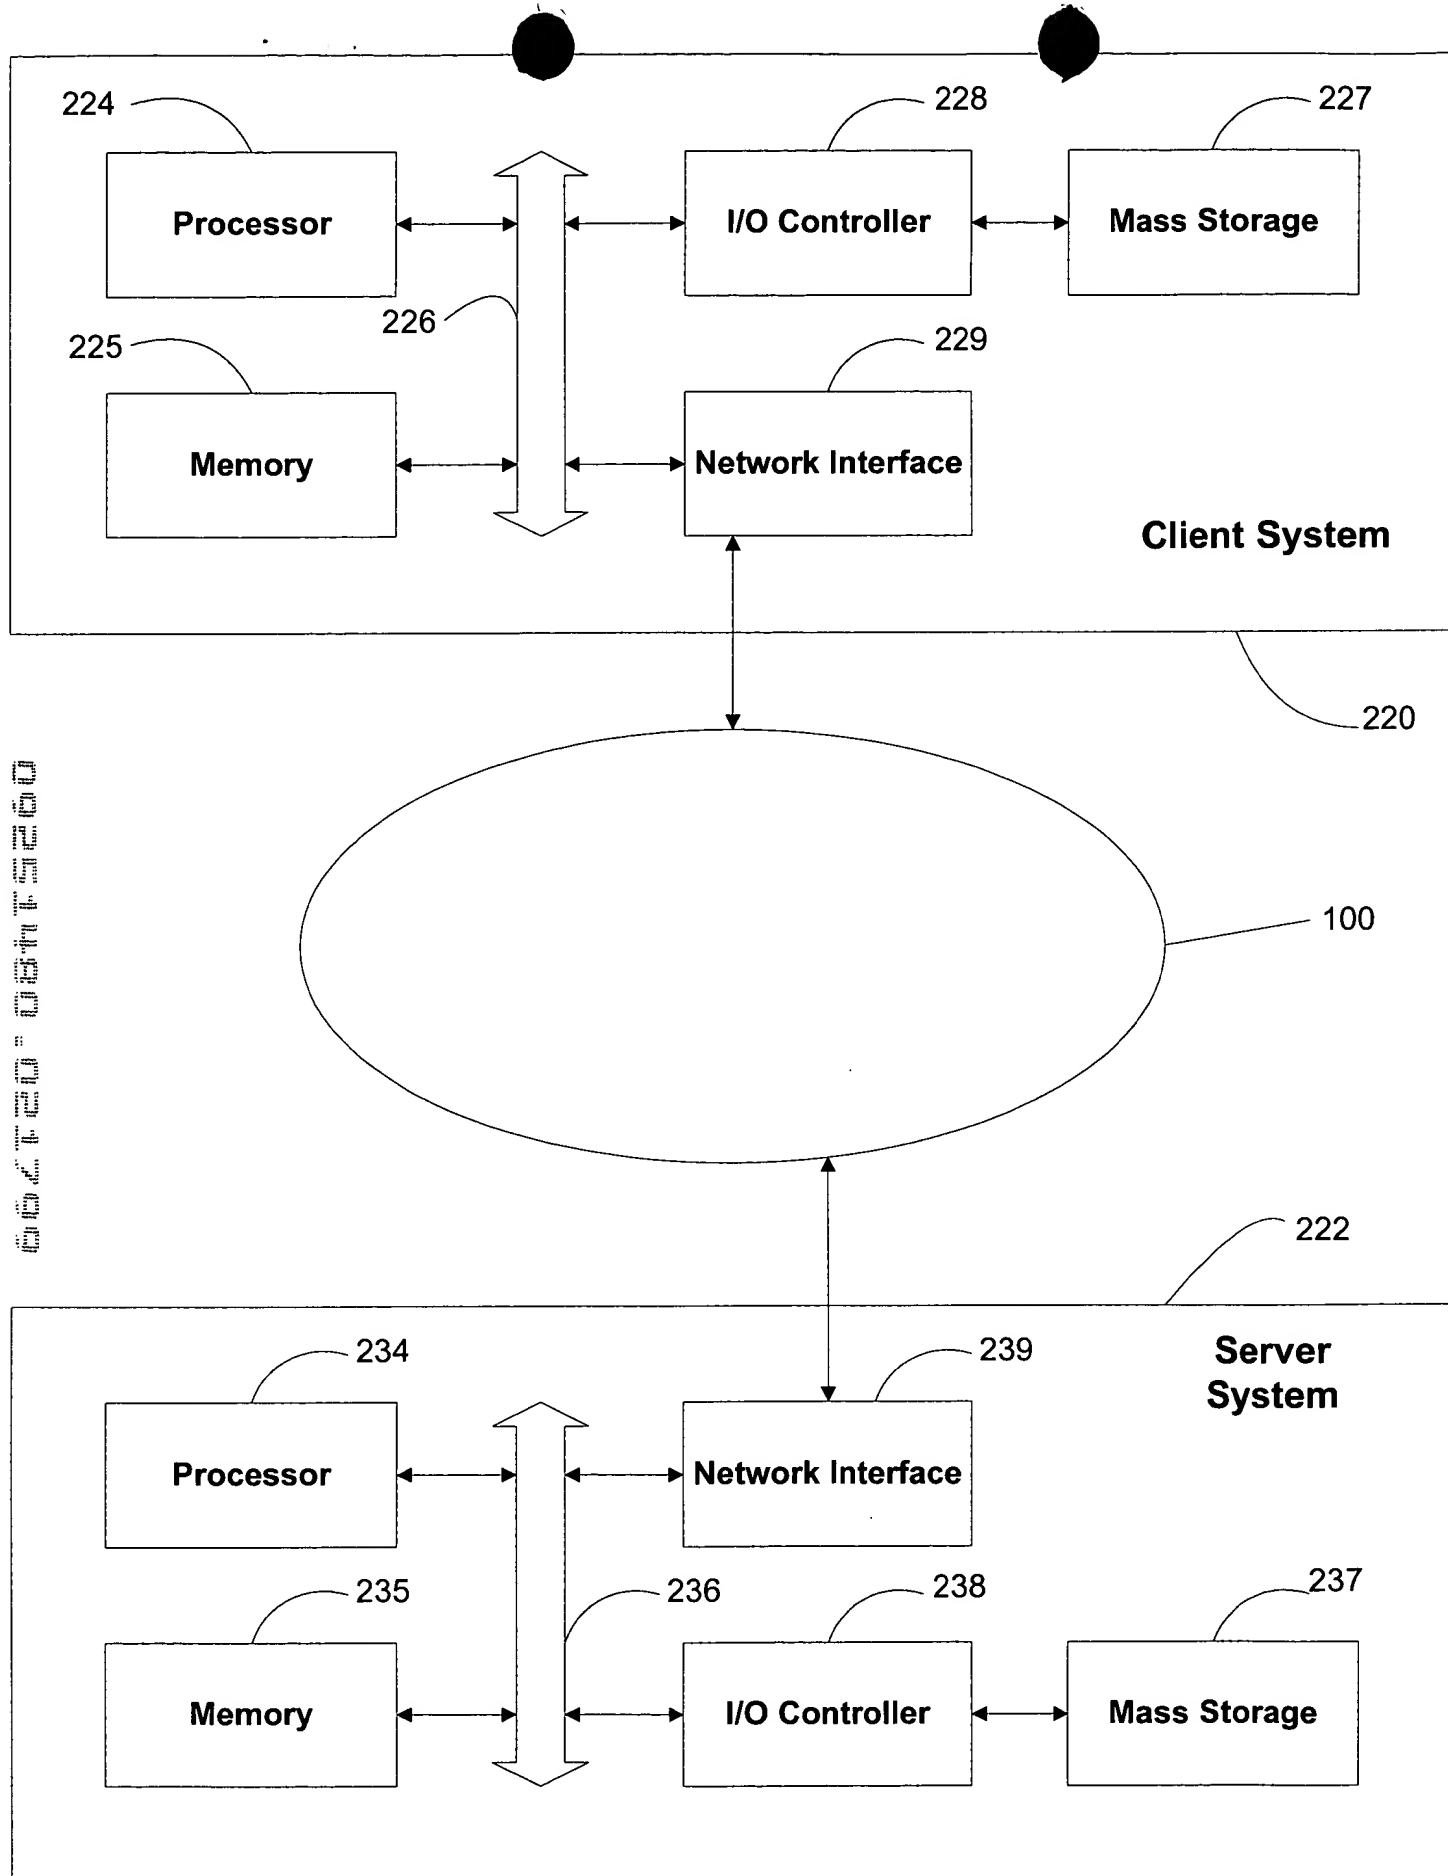 224
228
227
Processor
I/O Controller
Mass Storage
226
225
229
Memory
Network Interface
Client System
220
100
222
234
239
Server
System
Processor
Network Interface
235
236
238
237
Memory
I/O Controller
Mass Storage